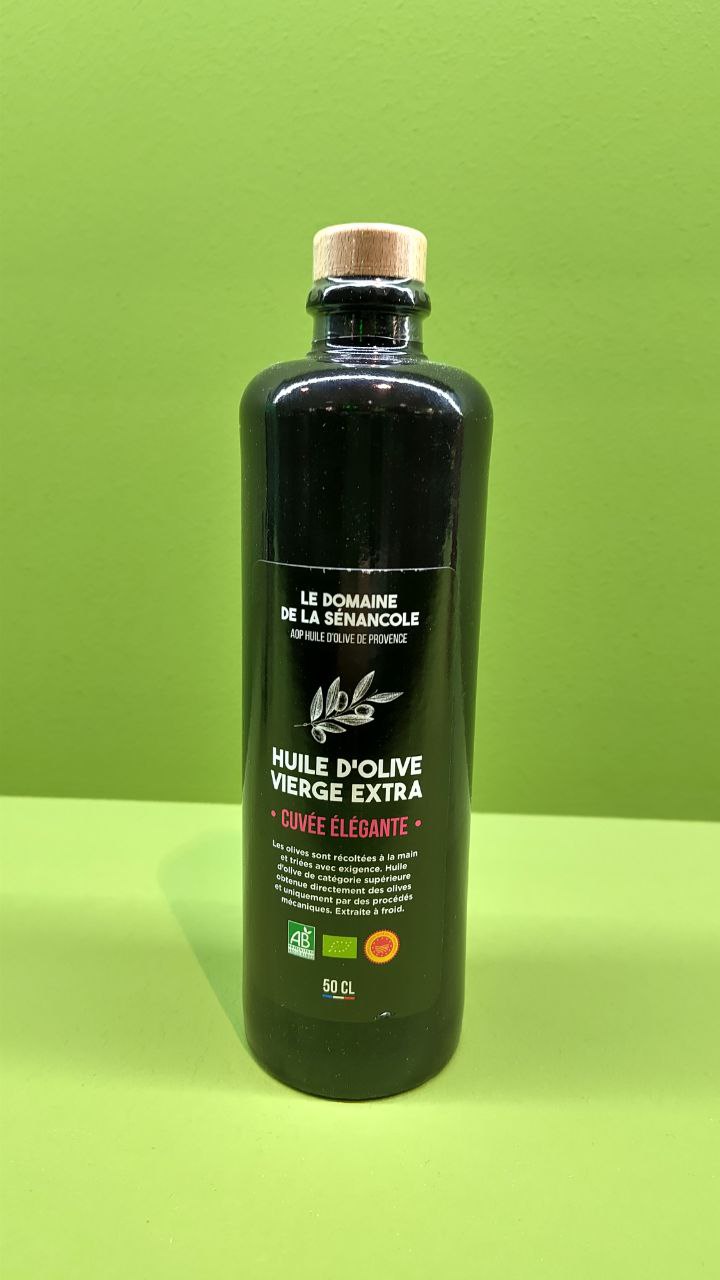 LE DOMAINE
DE LA SÉNANCOLE
AOP HUILE D'OLIVE DE PROVENCE
HUILE D'OLIVE
VIERGE EXTRA
• CUVÉE ÉLÉGANTE •
Les olives sont récoltées à la main
et triées avec exigence. Huile
d'olive de catégorie supérieure
obtenue directement des olives
et uniquement par des procédés
mécaniques. Extraite à froid.
AB
50 CL